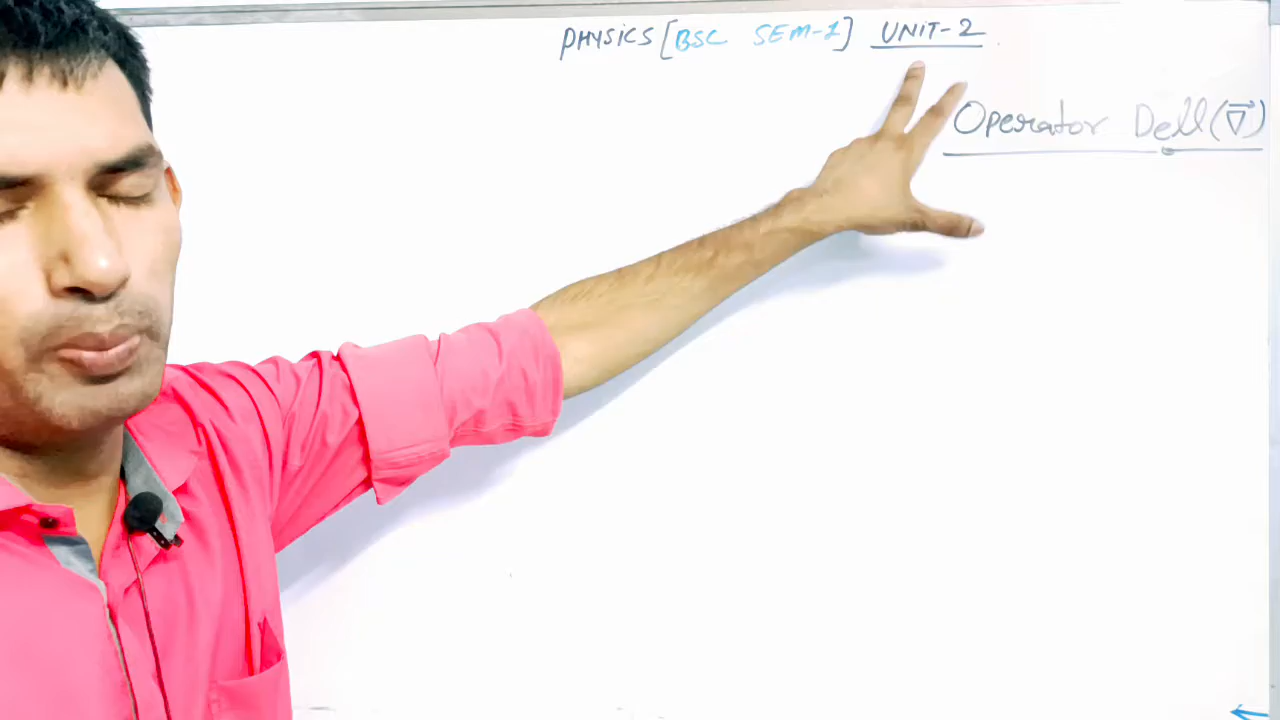 PHYSICS [BSC SEM-1] UNIT-2
Operator Dell (∇⃗)